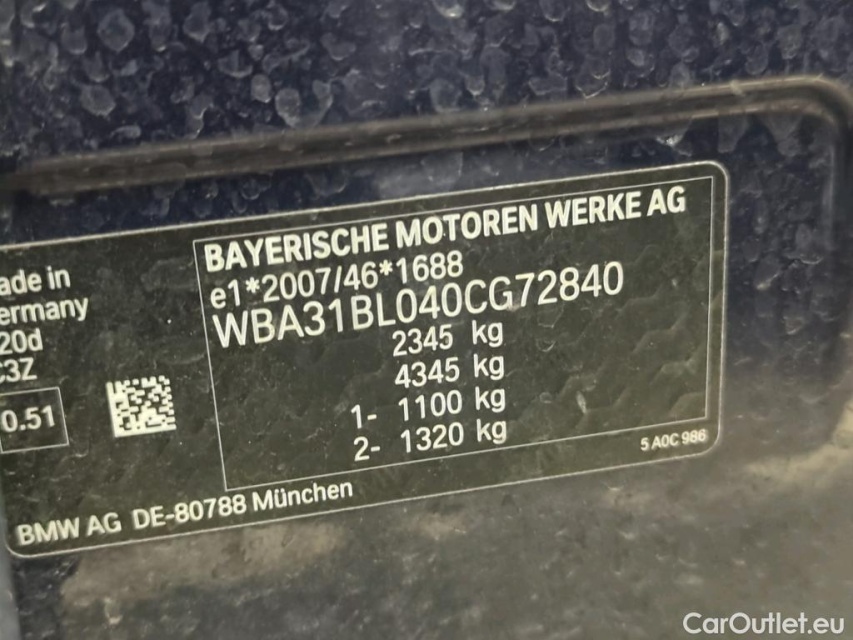 BAYERISCHE MOTOREN WERKE AG
e1*2007/46*1688
WBA31BL040CG72840
2345 kg
4345 kg
1- 1100 kg
2- 1320 kg
ade in
ermany
20d
C3Z
0.51
5 A0C 986
BMW AG DE-80788 München
CarOutlet.eu